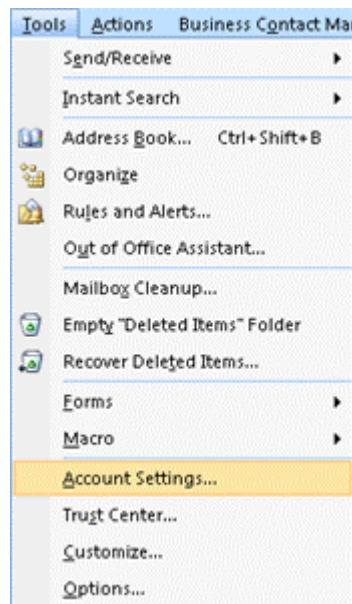 Tools Actions Business Contact Ma
Send/Receive
Instant Search
Address Book... Ctrl+Shift+B
Organize
Rules and Alerts...
Out of Office Assistant...
Mailbox Cleanup...
Empty "Deleted Items" Folder
Recover Deleted Items...
Forms
Macro
Account Settings...
Trust Center...
Customize...
Options...